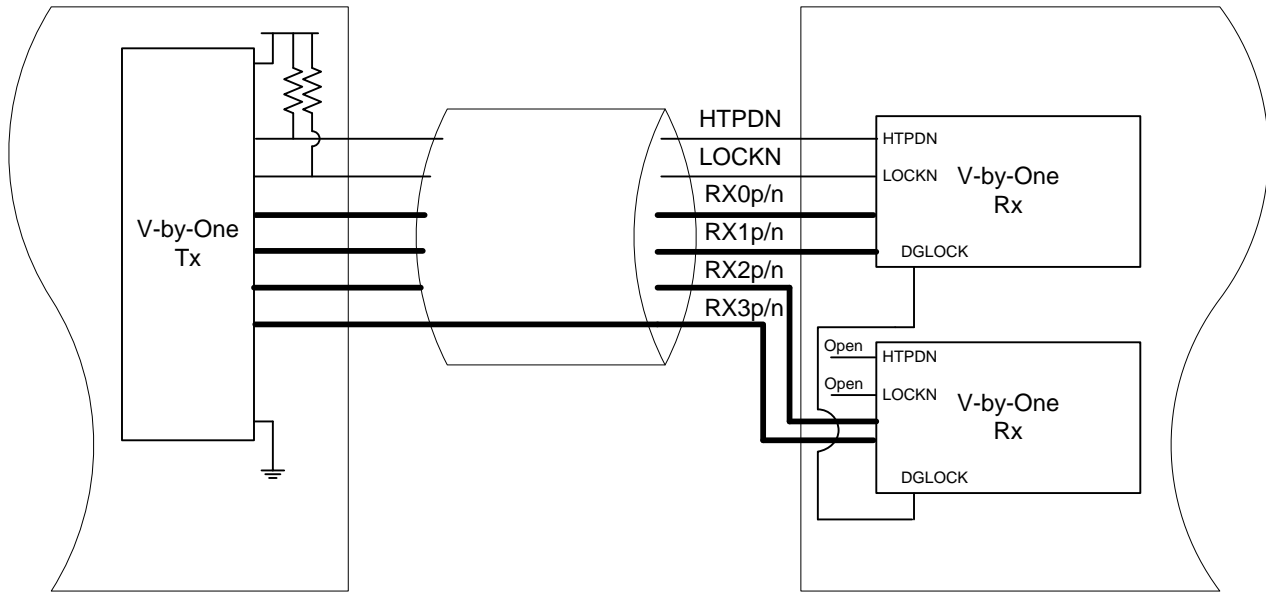 V-by-One
Tx
HTPDN
LOCKN
RX0p/n
RX1p/n
RX2p/n
RX3p/n
HTPDN
LOCKN
V-by-One
Rx
DGLOCK
Open
HTPDN
Open
LOCKN
V-by-One
Rx
DGLOCK